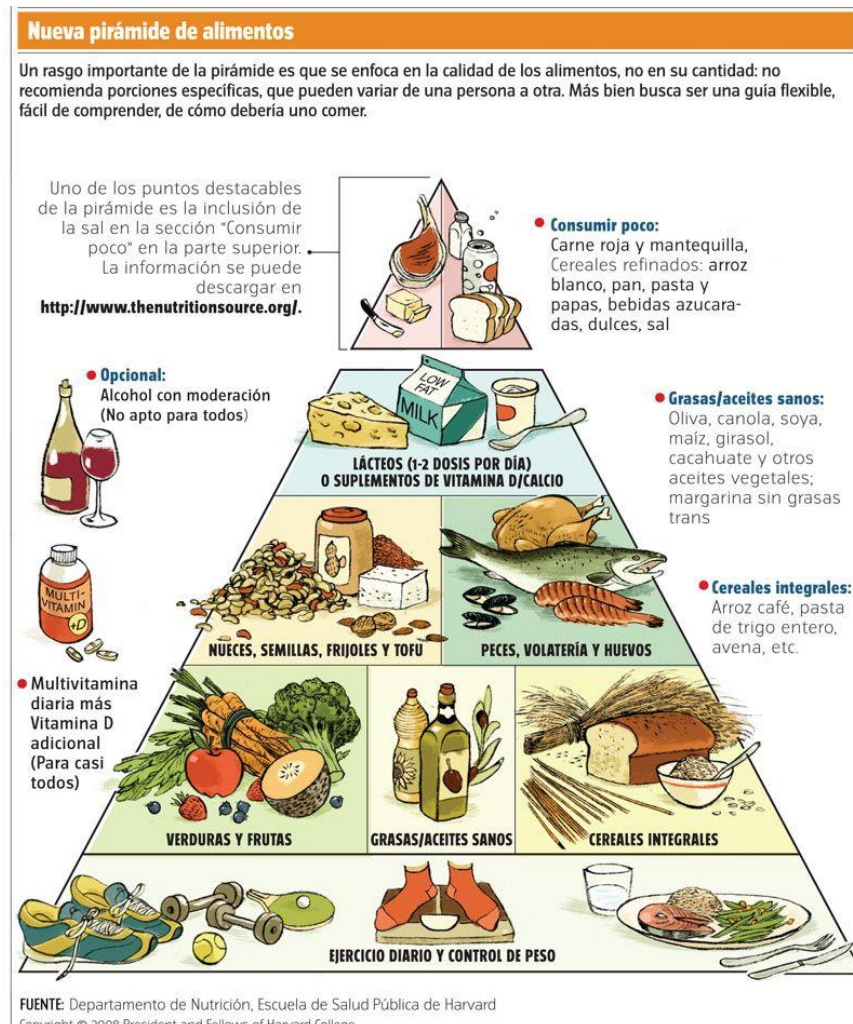 Nueva pirámide de alimentos
Un rasgo importante de la pirámide es que se enfoca en la calidad de los alimentos, no en su cantidad: no
recomienda porciones específicas, que pueden variar de una persona a otra. Más bien busca ser una guía flexible,
fácil de comprender, de cómo debería uno comer.
Uno de los puntos destacables
de la pirámide es la inclusión de
la sal en la sección "Consumir
poco" en la parte superior.
La información se puede
descargar en
http://www.thenutritionsource.org/.
Consumir poco:
Carne roja y mantequilla,
Cereales refinados: arroz
blanco, pan, pasta y
papas, bebidas azucara-
das, dulces, sal
Opcional:
Alcohol con moderación
(No apto para todos)
LOW
FAT
MILK
LÁCTEOS (1-2 DOSIS POR DÍA)
O SUPLEMENTOS DE VITAMINA D/CALCIO
Grasas/aceites sanos:
Oliva, canola, soya,
maíz, girasol,
cacahuate y otros
aceites vegetales;
margarina sin grasas
trans
MULTI-
VITAMIN
+D
NUECES, SEMILLAS, FRIJOLES Y TOFU
PECES, VOLATERÍA Y HUEVOS
Cereales integrales:
Arroz café, pasta
de trigo entero,
avena, etc.
Multivitamina
diaria más
Vitamina D
adicional
(Para casi
todos)
VERDURAS Y FRUTAS
GRASAS/ACEITES SANOS
CEREALES INTEGRALES
EJERCICIO DIARIO Y CONTROL DE PESO
FUENTE: Departamento de Nutrición, Escuela de Salud Pública de Harvard
Copyright © 2008 President and Fellows of Harvard College